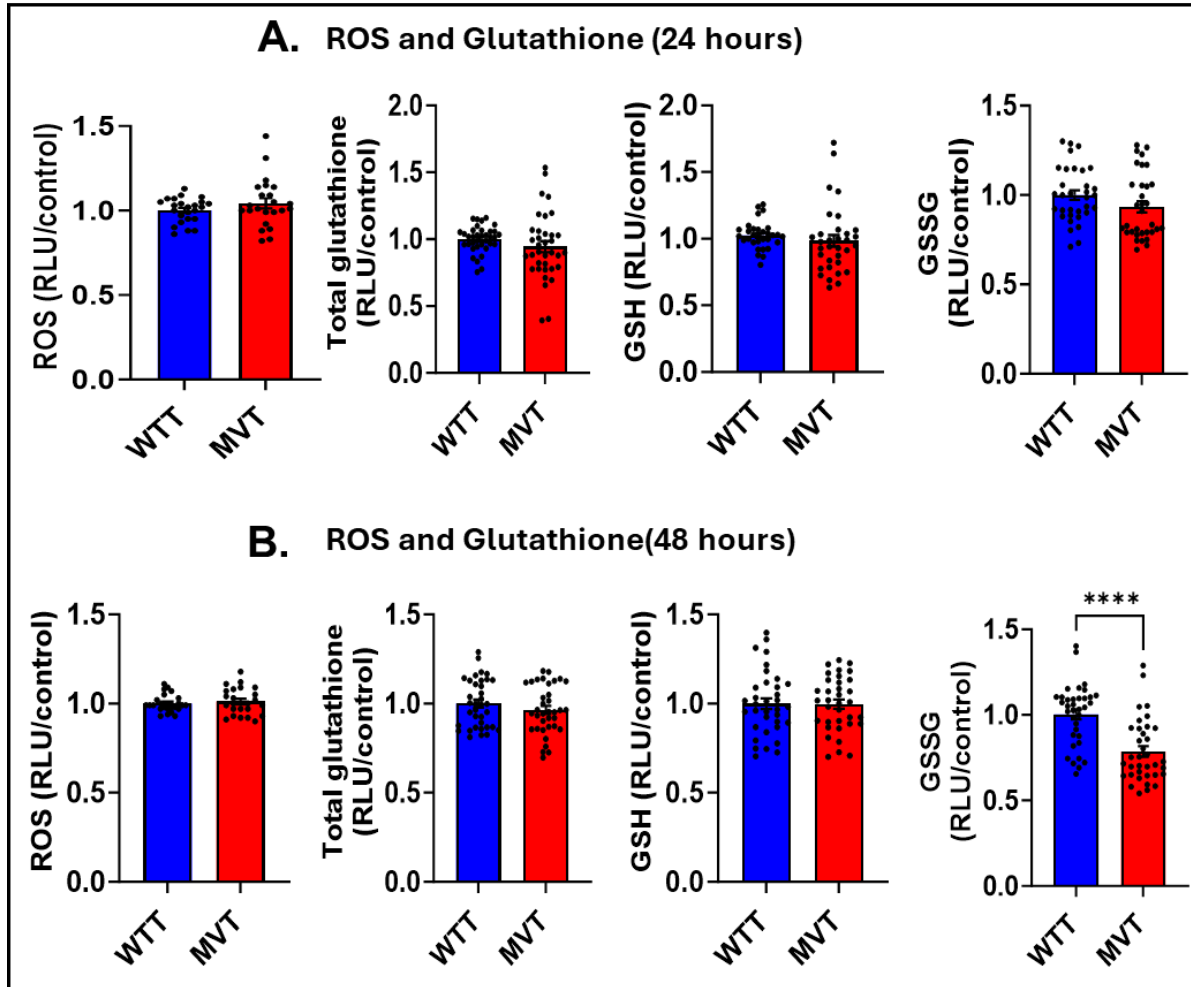 A. ROS and Glutathione (24 hours)
ROS (RLU/control)
1.5
1.0
0.5
0.0
WTT
MVT
Total glutathione
(RLU/control)
2.0
1.5
1.0
0.5
0.0
WTT
MVT
GSH (RLU/control)
2.0
1.5
1.0
0.5
0.0
WTT
MVT
GSSG
(RLU/control)
1.5
1.0
0.5
0.0
WTT
MVT
B. ROS and Glutathione(48 hours)
ROS (RLU/control)
1.5
1.0
0.5
0.0
WTT
MVT
Total glutathione
(RLU/control)
1.5
1.0
0.5
0.0
WTT
MVT
GSH (RLU/control)
1.5
1.0
0.5
0.0
WTT
MVT
GSSG
(RLU/control)
****
1.5
1.0
0.5
0.0
WTT
MVT